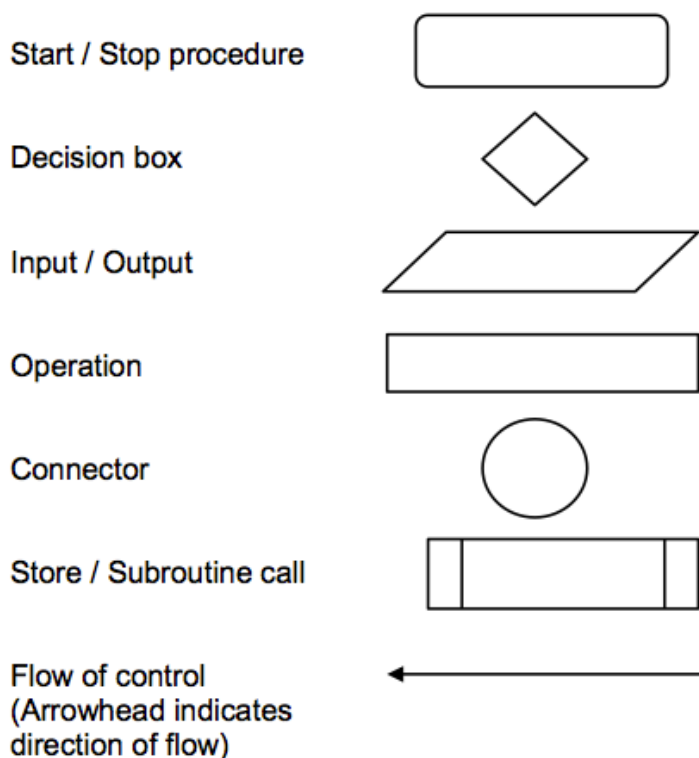 Start / Stop procedure
Decision box
Input / Output
Operation
Connector
Store / Subroutine call
Flow of control
(Arrowhead indicates
direction of flow)